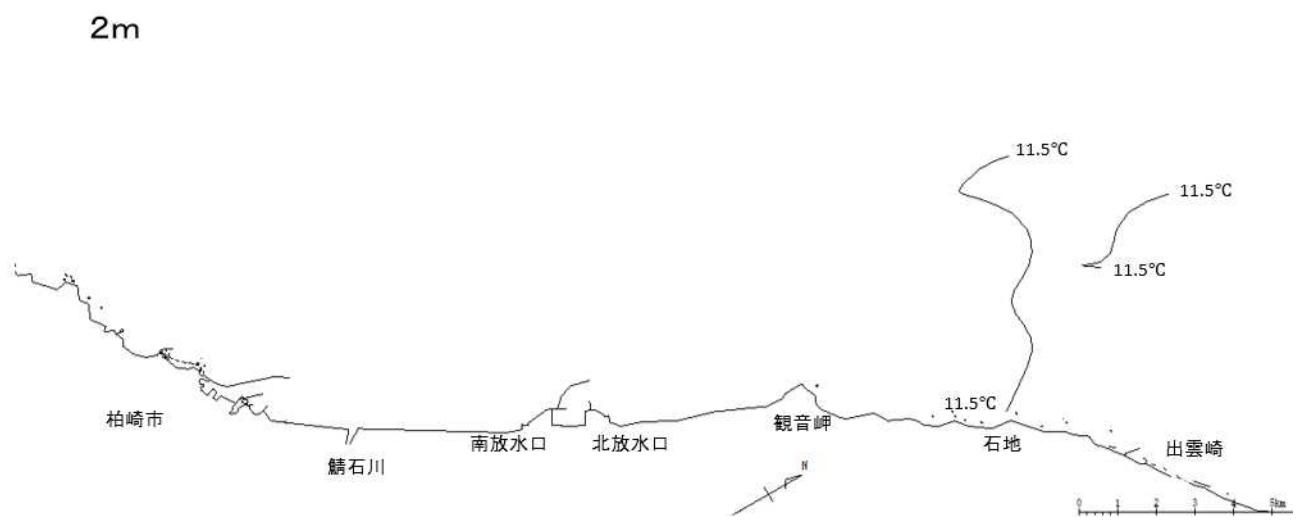 2m
11.5℃
11.5℃
11.5℃
11.5℃
柏崎市
鯖石川
南放水口
北放水口
観音岬
石地
出雲崎
N
0 1 2 3 4 5km